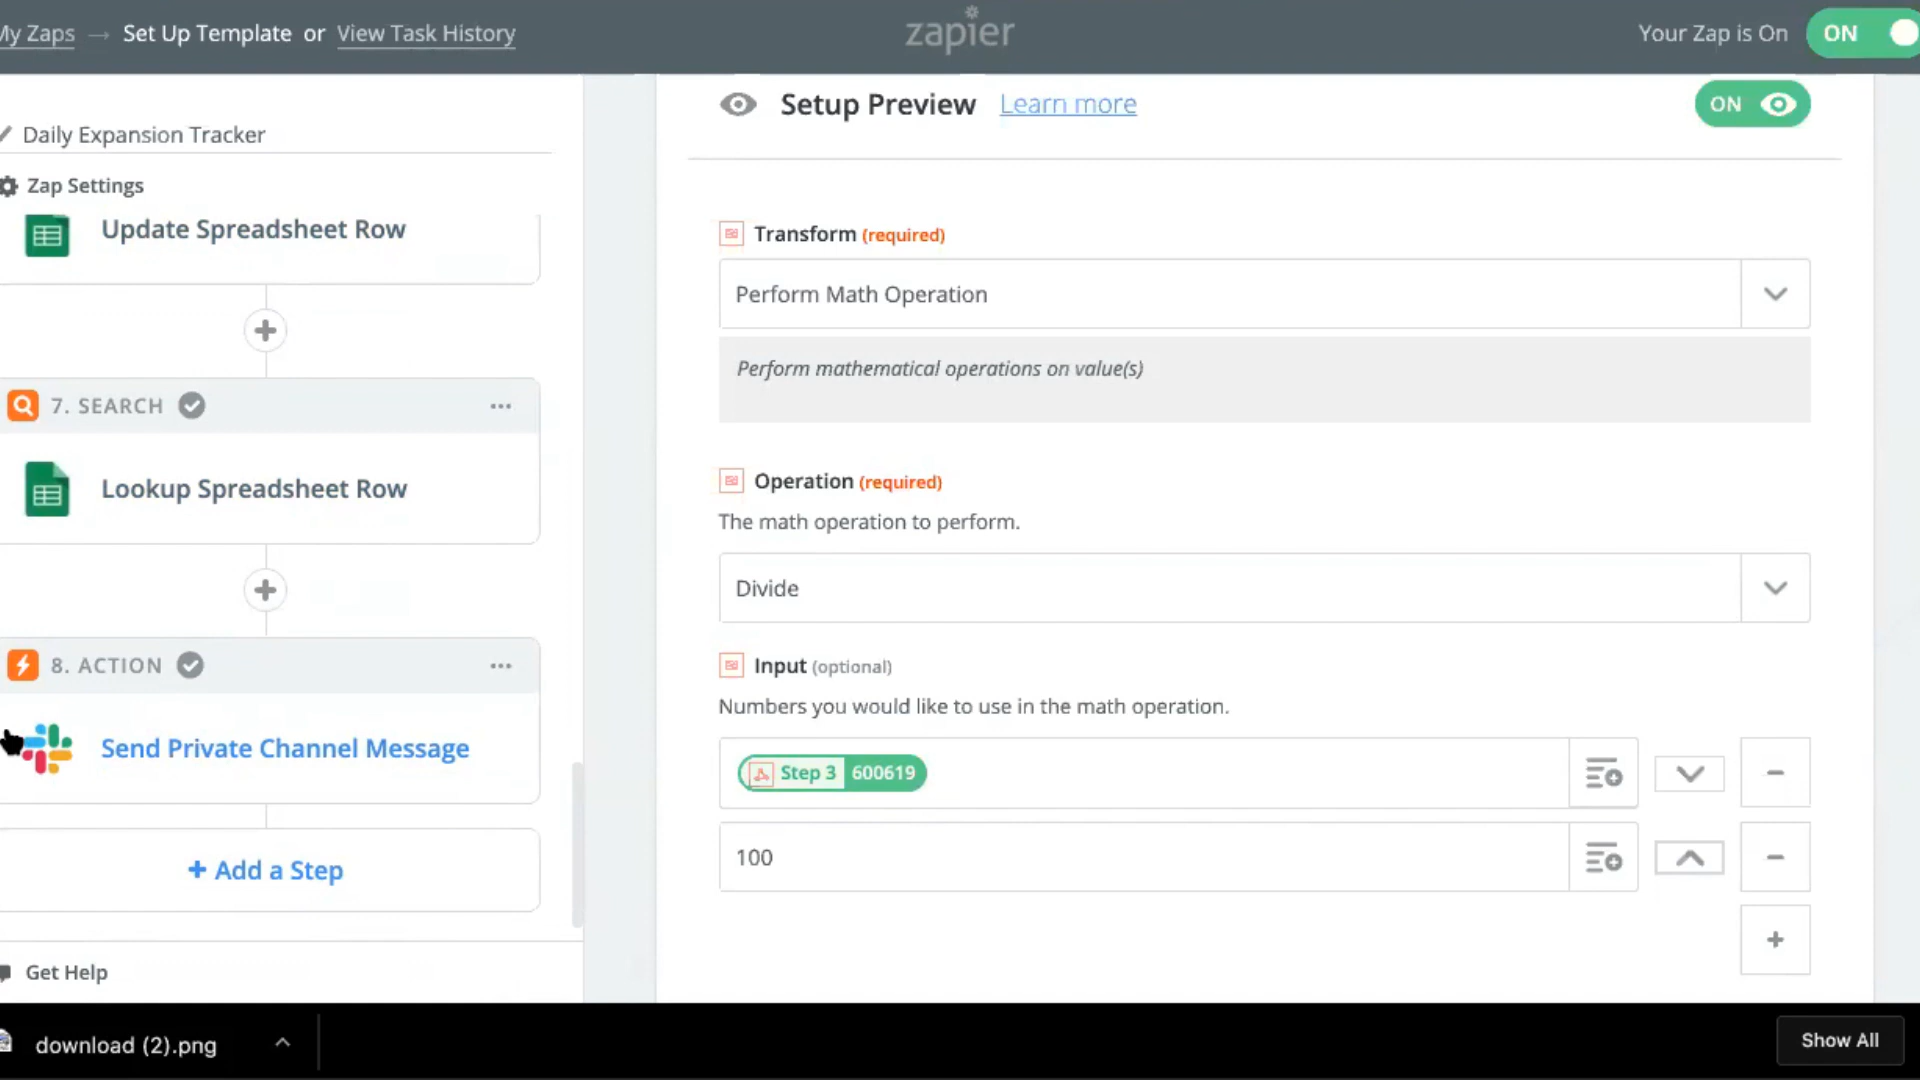 My Zaps → Set Up Template or View Task History
zapier
Your Zap is On ON
Daily Expansion Tracker
Zap Settings
Update Spreadsheet Row
7. SEARCH
Lookup Spreadsheet Row
8. ACTION
Send Private Channel Message
+ Add a Step
Get Help
Setup Preview Learn more
ON
Transform (required)
Perform Math Operation
Perform mathematical operations on value(s)
Operation (required)
The math operation to perform.
Divide
Input (optional)
Numbers you would like to use in the math operation.
Step 3 600619
100
download (2).png
Show All